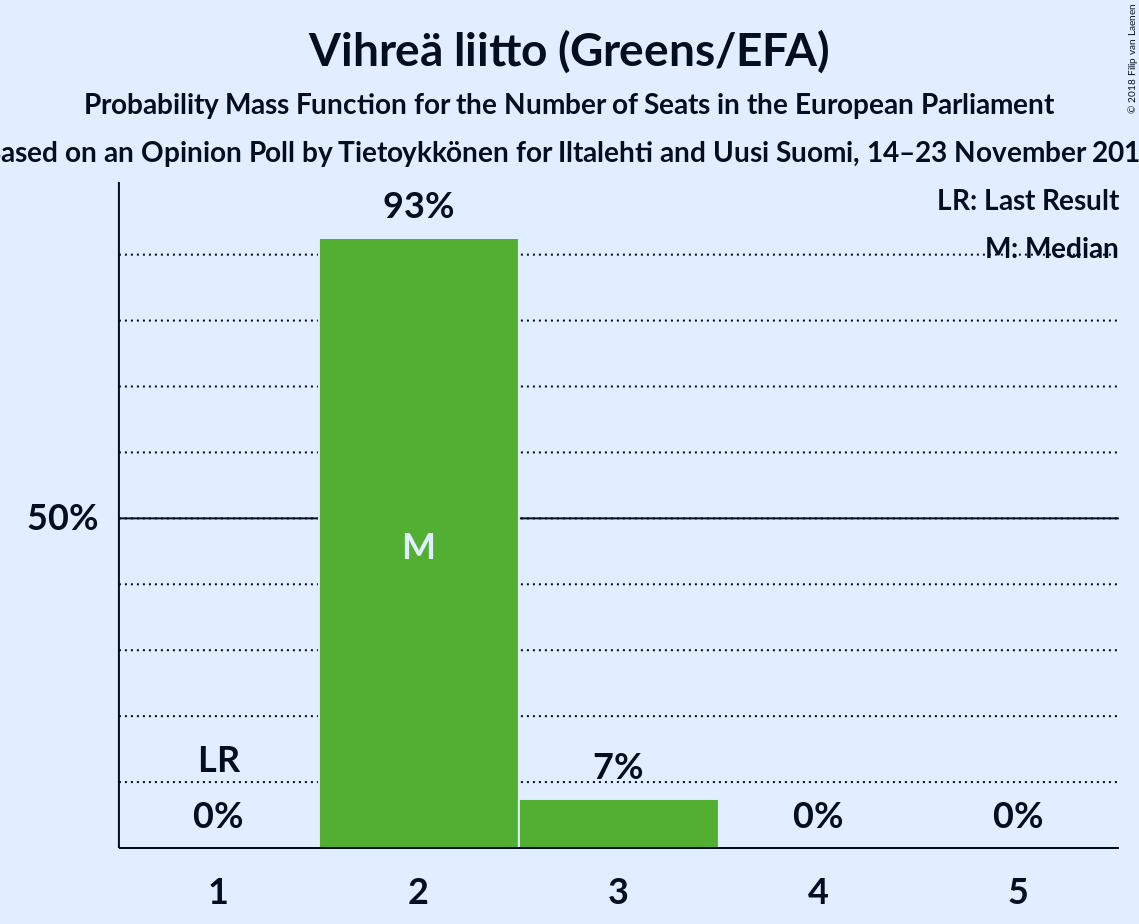 Vihreä liitto (Greens/EFA)
Probability Mass Function for the Number of Seats in the European Parliament
on an Opinion Poll by Tietoykkönen for Iltalehti and Uusi Suomi, 14–23 November
© 2018 Filip van Laenen
LR: Last Result
M: Median
93%
50%
M
LR
7%
0%
0%
0%
1
2
3
4
5